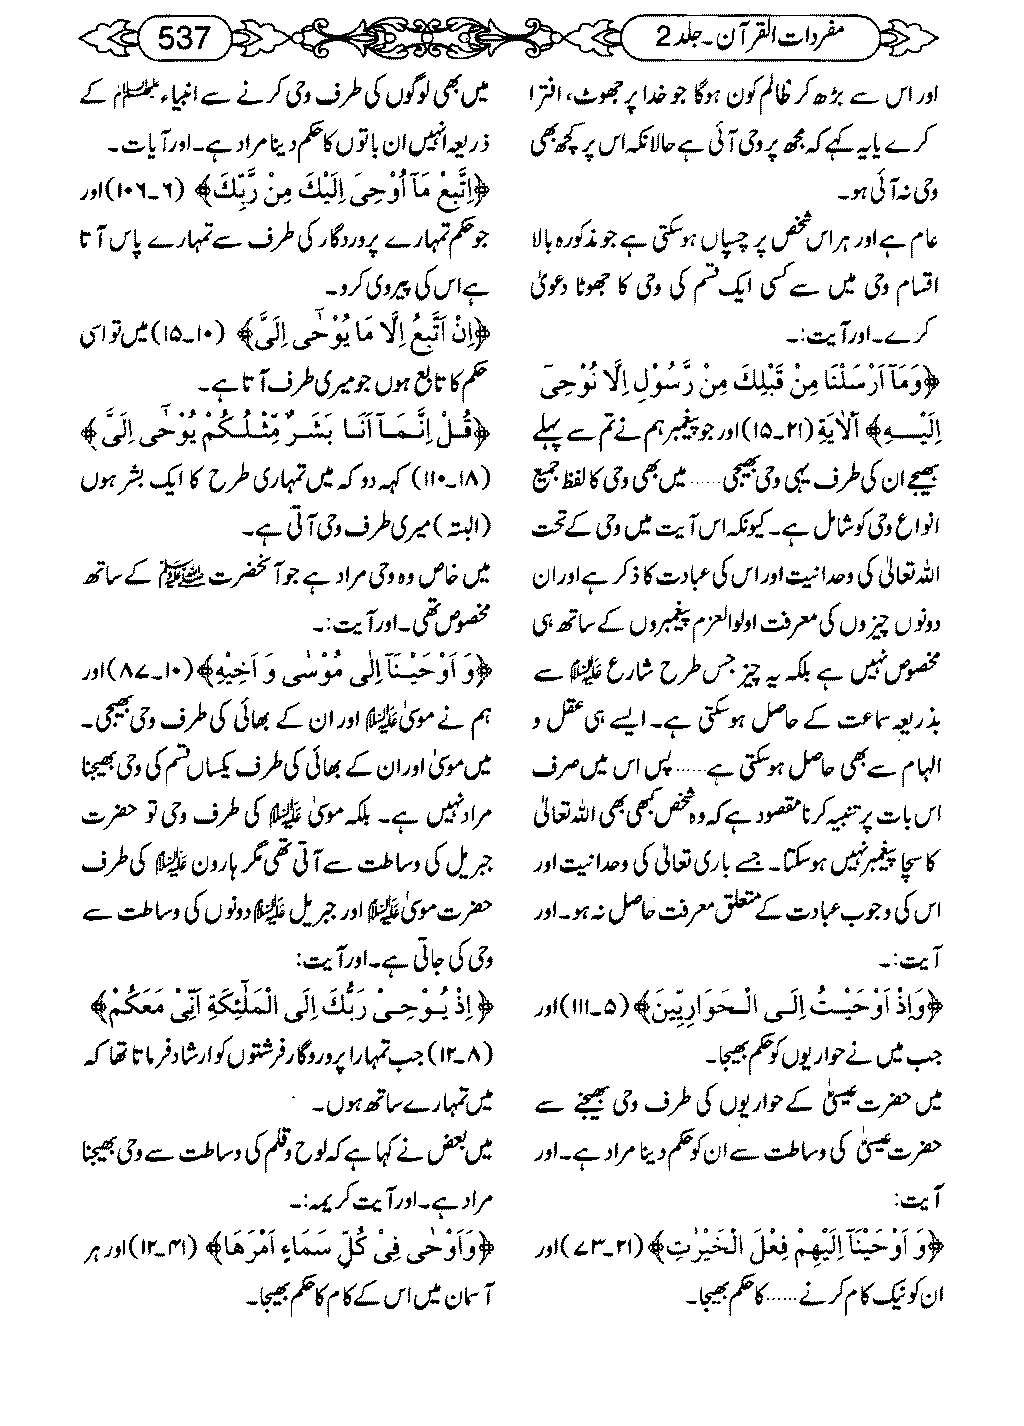 مفردات القرآن۔جلد 2
537
اور اس سے بڑھ کر ظالم کون ہوگا جو خدا پر جھوٹ، افترا
کرے یا یہ کہے کہ مجھ پر وحی آئی ہے حالانکہ اس پر کچھ بھی
وحی نہ آئی ہو۔
عام ہے اور ہر اس شخص پر چسپاں ہوسکتی ہے جو مذکورہ بالا
اقسام وحی میں سے کسی ایک قسم کی وحی کا جھوٹا دعویٰ
کرے۔اور آیت:۔
﴿وَمَآ اَرْسَلْنَا مِنْ قَبْلِكَ مِنْ رَّسُوْلٍ اِلَّا نُوْحِیْٓ
اِلَيْهِ﴾ اَلْاٰيَةِ (۲۱۔۱۵) اور جو پیغمبر ہم نے تم سے پہلے
بھیجے ان کی طرف یہی وحی بھیجی ..... میں بھی وحی کا لفظ جمیع
انواع وحی کو شامل ہے۔ کیونکہ اس آیت میں وحی کے تحت
اللہ تعالیٰ کی وحدانیت اور اس کی عبادت کا ذکر ہے اور ان
دونوں چیزوں کی معرفت اولوالعزم پیغمبروں کے ساتھ ہی
مخصوص نہیں ہے بلکہ یہ چیز جس طرح شارع علیہ السلام سے
بذریعہ سماعت کے حاصل ہوسکتی ہے۔ ایسے ہی عقل و
الہام سے بھی حاصل ہوسکتی ہے ..... پس اس میں صرف
اس بات پر تنبیہ کرنا مقصود ہے کہ وہ شخص کبھی بھی اللہ تعالیٰ
کا سچا پیغمبر نہیں ہوسکتا۔ جسے باری تعالیٰ کی وحدانیت اور
اس کی وجوب عبادت کے متعلق معرفت حاصل نہ ہو۔ اور
آیت:۔
﴿وَاِذْ اَوْحَيْتُ اِلَى الْحَوَارِيّٖنَ﴾ (۵۔۱۱۱) اور
جب میں نے حواریوں کو حکم بھیجا۔
میں حضرت عیسیٰؑ کے حواریوں کی طرف وحی بھیجنے سے
حضرت عیسیٰؑ کی وساطت سے ان کو حکم دینا مراد ہے۔ اور
آیت:
﴿وَ اَوْحَيْنَآ اِلَيْهِمْ فِعْلَ الْخَيْرٰتِ﴾ (۲۱۔۷۳) اور
ان کو نیک کام کرنے ..... کا حکم بھیجا۔
میں بھی لوگوں کی طرف وحی کرنے سے انبیاء علیہم السلام کے
ذریعہ انہیں ان باتوں کا حکم دینا مراد ہے۔ اور آیات۔
﴿اِتَّبِعْ مَآ اُوْحِىَ اِلَيْكَ مِنْ رَّبِّكَ﴾ (۶۔۱۰۶) اور
جو حکم تمہارے پروردگار کی طرف سے تمہارے پاس آتا
ہے اس کی پیروی کرو۔
﴿اِنْ اَتَّبِعُ اِلَّا مَا يُوْحٰٓى اِلَىَّ﴾ (۱۰۔۱۵) میں تو اسی
حکم کا تابع ہوں جو میری طرف آتا ہے۔
﴿قُلْ اِنَّمَآ اَنَا بَشَرٌ مِّثْلُكُمْ يُوْحٰٓى اِلَىَّ﴾
(۱۸۔۱۱۰) کہہ دو کہ میں تمہاری طرح کا ایک بشر ہوں
(البتہ) میری طرف وحی آتی ہے۔
میں خاص وہ وحی مراد ہے جو آنحضرت ﷺ کے ساتھ
مخصوص تھی۔ اور آیت:۔
﴿وَ اَوْحَيْنَآ اِلٰى مُوْسٰى وَ اَخِيْهِ﴾ (۱۰۔۸۷) اور
ہم نے موسیٰ علیہ السلام اور ان کے بھائی کی طرف وحی بھیجی۔
میں موسیٰؑ اور ان کے بھائی کی طرف یکساں قسم کی وحی بھیجنا
مراد نہیں ہے۔ بلکہ موسیٰ علیہ السلام کی طرف وحی تو حضرت
جبریل کی وساطت سے آتی تھی مگر ہارون علیہ السلام کی طرف
حضرت موسیٰ علیہ السلام اور جبریل علیہ السلام دونوں کی وساطت سے
وحی کی جاتی ہے۔ اور آیت:
﴿اِذْ يُوْحِىْ رَبُّكَ اِلَى الْمَلٰٓئِكَةِ اَنِّىْ مَعَكُمْ﴾
(۸۔۱۲) جب تمہارا پروردگار فرشتوں کو ارشاد فرماتا تھا کہ
میں تمہارے ساتھ ہوں۔
میں بعض نے کہا ہے کہ لوح و قلم کی وساطت سے وحی بھیجنا
مراد ہے۔ اور آیت کریمہ:۔
﴿وَاَوْحٰى فِىْ كُلِّ سَمَآءٍ اَمْرَهَا﴾ (۴۱۔۱۲) اور ہر
آسمان میں اس کے کام کا حکم بھیجا۔